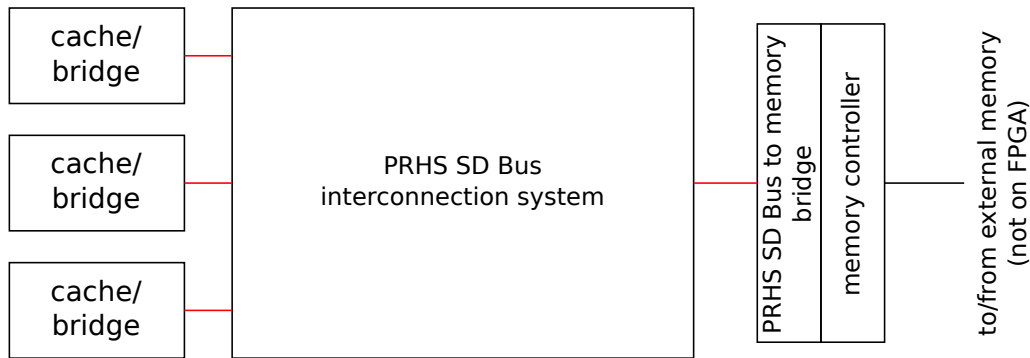 cache/
bridge
cache/
bridge
cache/
bridge
PRHS SD Bus
interconnection system
PRHS SD Bus to memory
bridge
memory controller
to/from external memory
(not on FPGA)